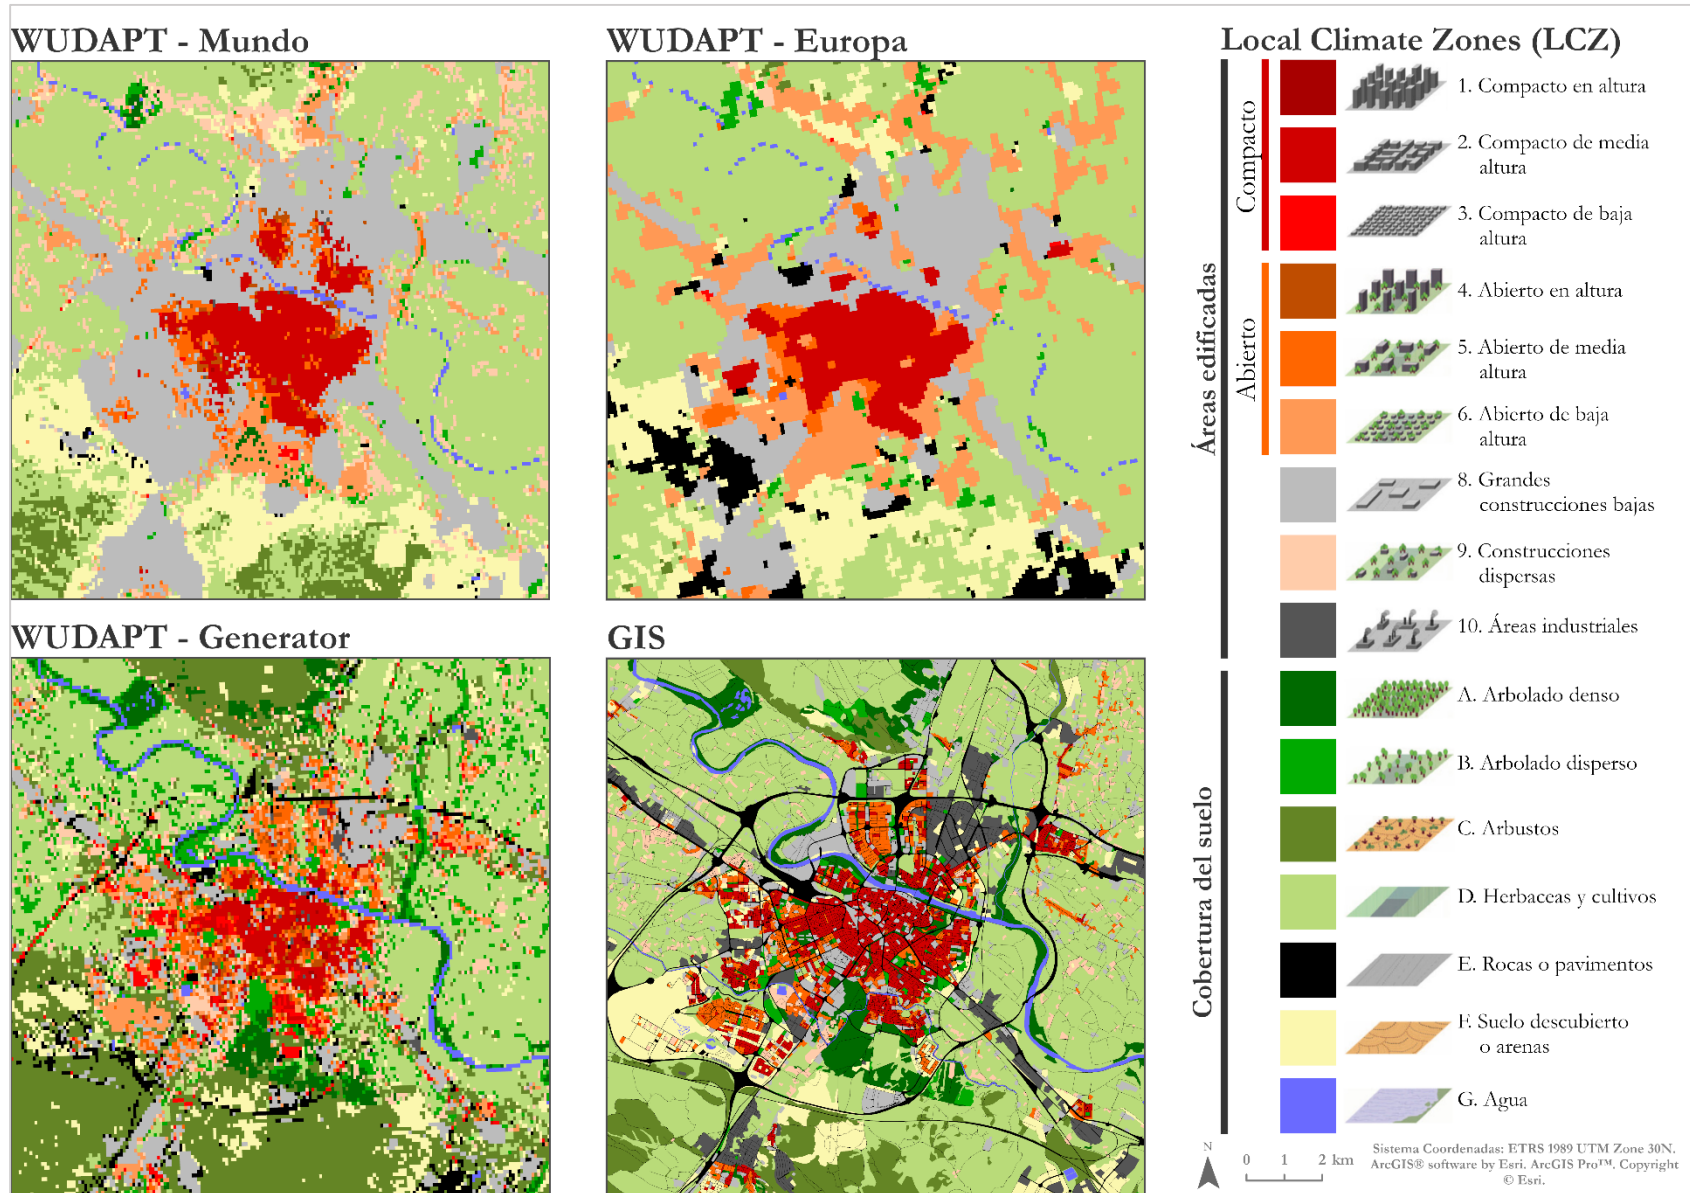 WUDAPT - Mundo
WUDAPT - Europa
WUDAPT - Generator
GIS
Local Climate Zones (LCZ)
Áreas edificadas
Compacto
1. Compacto en altura
2. Compacto de media
altura
3. Compacto de baja
altura
Abierto
4. Abierto en altura
5. Abierto de media
altura
6. Abierto de baja
altura
8. Grandes
construcciones bajas
9. Construcciones
dispersas
10. Áreas industriales
Cobertura del suelo
A. Arbolado denso
B. Arbolado disperso
C. Arbustos
D. Herbaceas y cultivos
E. Rocas o pavimentos
F. Suelo descubierto
o arenas
G. Agua
N
0 1 2 km
Sistema Coordenadas: ETRS 1989 UTM Zone 30N.
ArcGIS® software by Esri. ArcGIS Pro™. Copyright
© Esri.